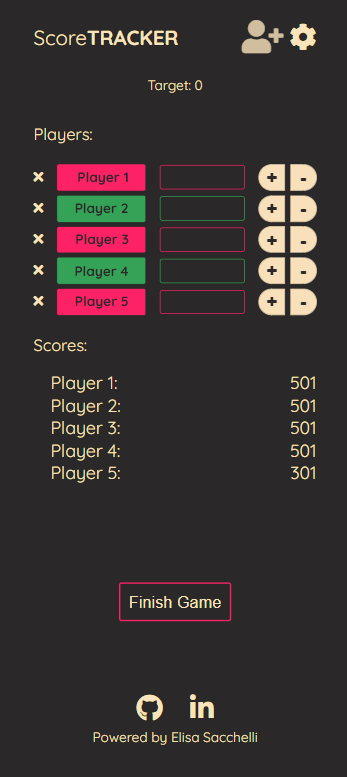 ScoreTRACKER
Target: 0
Players:
Player 1 + -
Player 2 + -
Player 3 + -
Player 4 + -
Player 5 + -
Scores:
Player 1: 501
Player 2: 501
Player 3: 501
Player 4: 501
Player 5: 301
Finish Game
in
Powered by Elisa Sacchelli